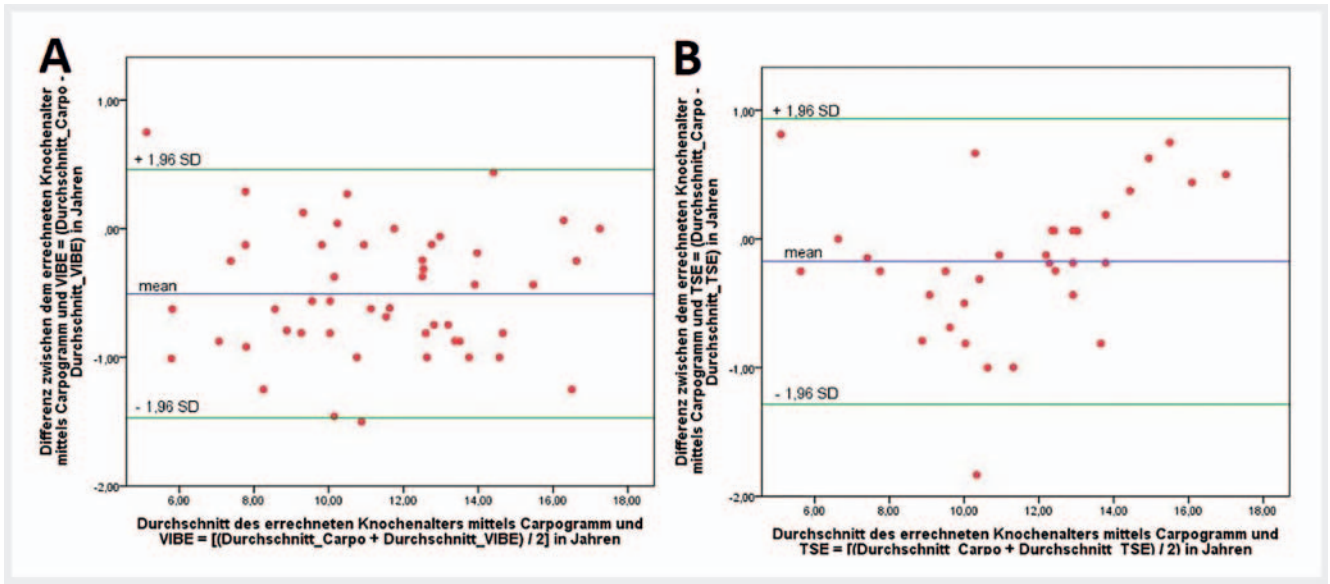 A
Differenz zwischen dem errechneten Knochenalter
mittels Carpogramm und VIBE = (Durchschnitt_Carpo -
Durchschnitt_VIBE) in Jahren
1,00
,00
-1,00
-2,00
+ 1,96 SD
mean
- 1,96 SD
6,00 8,00 10,00 12,00 14,00 16,00 18,00
Durchschnitt des errechneten Knochenalters mittels Carpogramm und
VIBE = [(Durchschnitt_Carpo + Durchschnitt_VIBE) / 2] in Jahren
B
Differenz zwischen dem errechneten Knochenalter
mittels Carpogramm und TSE = (Durchschnitt_Carpo -
Durchschnitt_TSE) in Jahren
1,00
,00
-1,00
-2,00
+ 1,96 SD
mean
- 1,96 SD
6,00 8,00 10,00 12,00 14,00 16,00 18,00
Durchschnitt des errechneten Knochenalters mittels Carpogramm und
TSE = [(Durchschnitt_Carpo + Durchschnitt_TSE) / 2) in Jahren